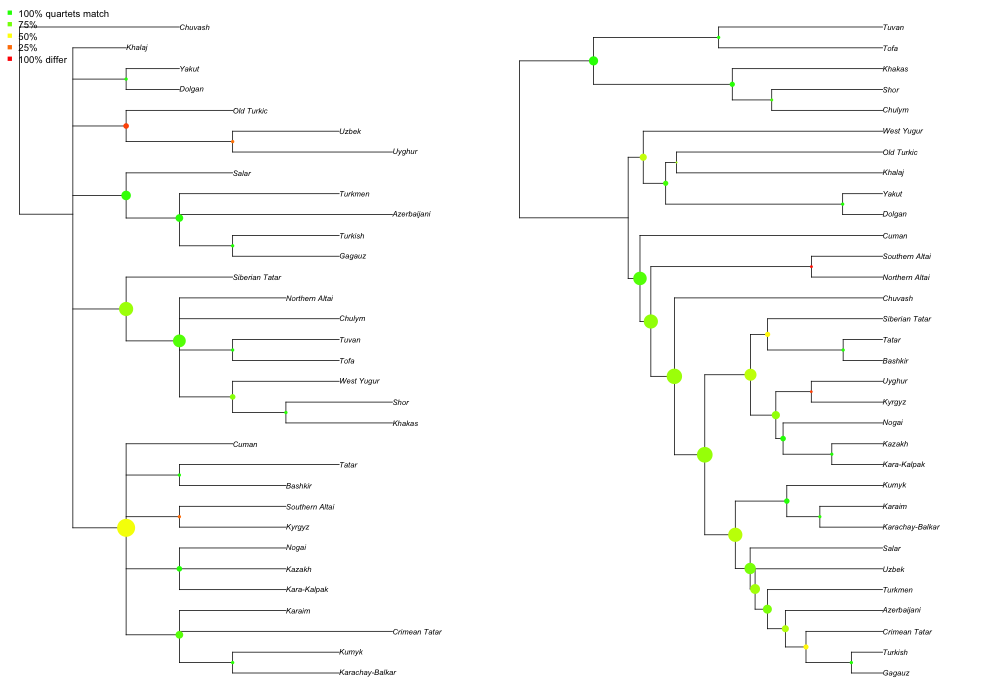 100% quartets match
75%
50%
25%
100% differ
Chuvash
Khalaj
Yakut
Dolgan
Old Turkic
Uzbek
Uyghur
Salar
Turkmen
Azerbaijani
Turkish
Gagauz
Siberian Tatar
Northern Altai
Chulym
Tuvan
Tofa
West Yugur
Shor
Khakas
Cuman
Tatar
Bashkir
Southern Altai
Kyrgyz
Nogai
Kazakh
Kara-Kalpak
Karaim
Crimean Tatar
Kumyk
Karachay-Balkar
Tuvan
Tofa
Khakas
Shor
Chulym
West Yugur
Old Turkic
Khalaj
Yakut
Dolgan
Cuman
Southern Altai
Northern Altai
Chuvash
Siberian Tatar
Tatar
Bashkir
Uyghur
Kyrgyz
Nogai
Kazakh
Kara-Kalpak
Kumyk
Karaim
Karachay-Balkar
Salar
Uzbek
Turkmen
Azerbaijani
Crimean Tatar
Turkish
Gagauz